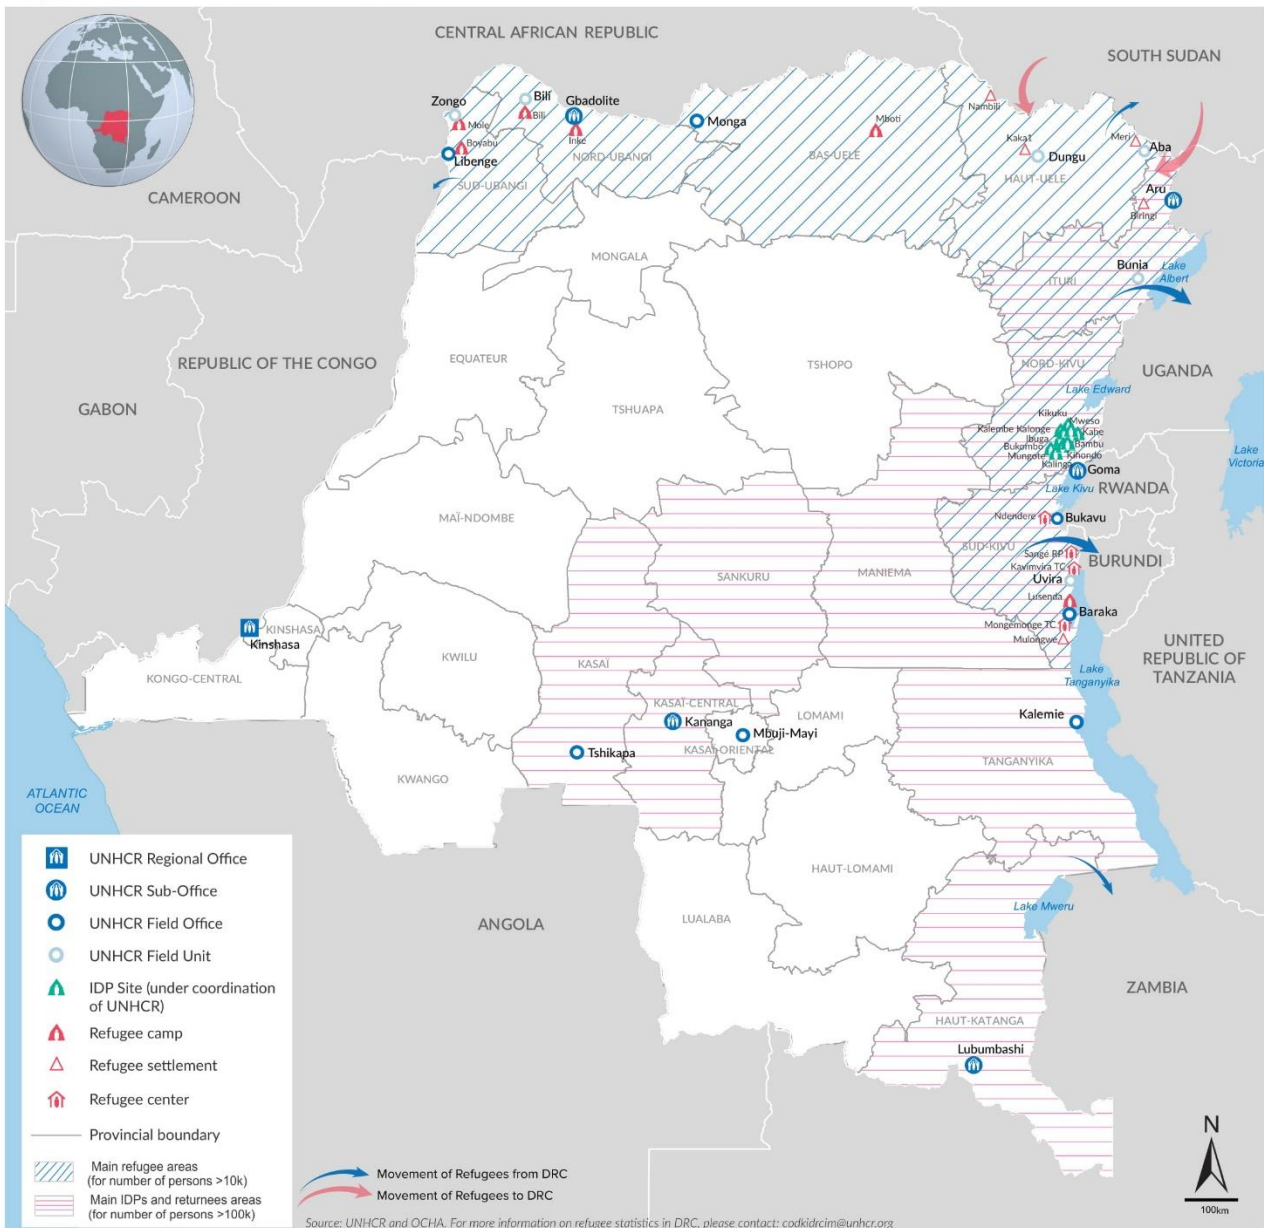 CENTRAL AFRICAN REPUBLIC
SOUTH SUDAN
CAMEROON
Zongo
Mole
Boyabu
Libenge
SUD-UBANGI
Bili
Bili
Gbadolite
Inke
NORD-UBANGI
Monga
Mboti
BAS-UELE
Nambili
Kaka1
Dungu
HAUT-UELE
Meri
Aba
Aru
Biringi
MONGALA
ITURI
Bunia
Lake
Albert
REPUBLIC OF THE CONGO
EQUATEUR
TSHOPO
NORD-KIVU
UGANDA
Lake Edward
GABON
TSHUAPA
Kikuku
Mweso
Kalembe Kalonge
Kahe
Ibuga
Bukombo
Bambu
Mungote
Kihondo
Kalinga
Goma
Lake
Victoria
Lake Kivu
RWANDA
MAÏ-NDOMBE
Ndendere
Bukavu
SUD-KIVU
Sangé RP
BURUNDI
Kavimvira TC
Uvira
SANKURU
MANIEMA
Lusenda
Baraka
Mongemonge TC
Mulongwe
KINSHASA
Kinshasa
KWILU
KASAÏ
UNITED
REPUBLIC OF
TANZANIA
Lake
Tanganyika
KONGO-CENTRAL
KASAÏ-CENTRAL
LOMAMI
Kananga
Mbuji-Mayi
KASAÏ-ORIENTAL
Kalemie
Tshikapa
TANGANYIKA
KWANGO
ATLANTIC
OCEAN
HAUT-LOMAMI
Lake Mweru
LUALABA
ANGOLA
ZAMBIA
HAUT-KATANGA
Lubumbashi
UNHCR Regional Office
UNHCR Sub-Office
UNHCR Field Office
UNHCR Field Unit
IDP Site (under coordination
of UNHCR)
Refugee camp
Refugee settlement
Refugee center
Provincial boundary
Main refugee areas
(for number of persons >10k)
Main IDPs and returnees areas
(for number of persons >100k)
Movement of Refugees from DRC
Movement of Refugees to DRC
N
100km
Source: UNHCR and OCHA. For more information on refugee statistics in DRC, please contact: codkidrcim@unhcr.org